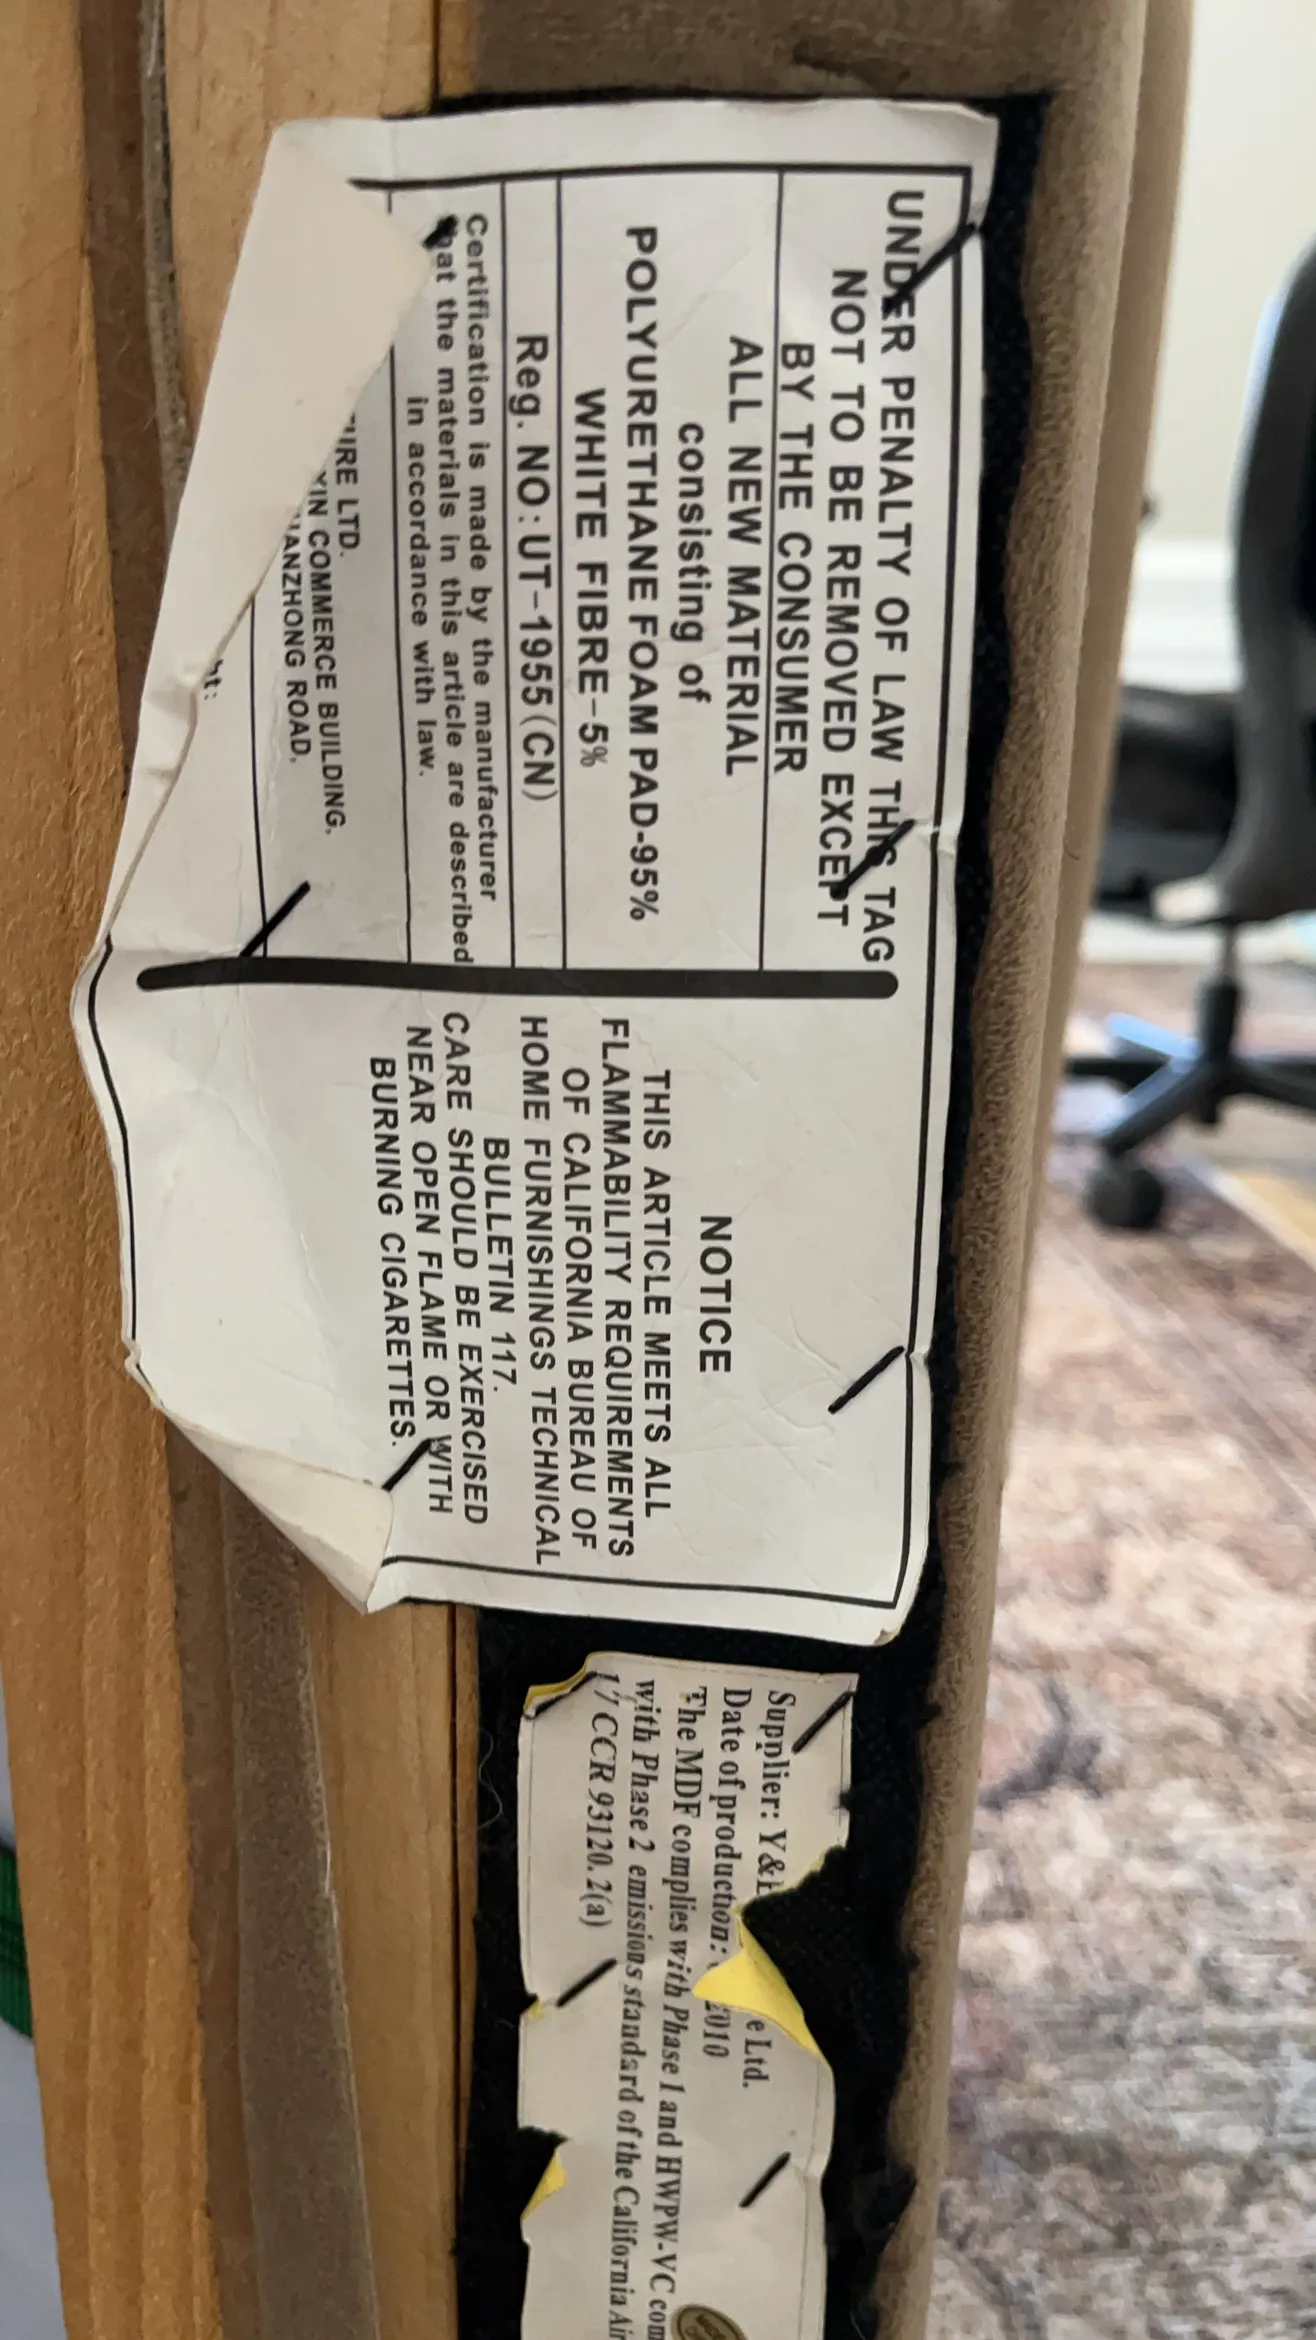 UNDER PENALTY OF LAW THIS TAG
NOT TO BE REMOVED EXCEPT
BY THE CONSUMER
ALL NEW MATERIAL
consisting of
POLYURETHANE FOAM PAD-95%
WHITE FIBRE-5%
Reg. NO: UT-1955(CN)
Certification is made by the manufacturer
that the materials in this article are described
in accordance with law.
URE LTD.
YIN COMMERCE BUILDING.
ANZHONG ROAD.
ht:
NOTICE
THIS ARTICLE MEETS ALL
FLAMMABILITY REQUIREMENTS
OF CALIFORNIA BUREAU OF
HOME FURNISHINGS TECHNICAL
BULLETIN 117.
CARE SHOULD BE EXERCISED
NEAR OPEN FLAME OR WITH
BURNING CIGARETTES.
Supplier: Y& e Ltd.
Date of production: 2010
The MDF complies with Phase 1 and HWPW-VC com
with Phase 2 emissions standard of the California Air
17 CCR 93120.2(a)